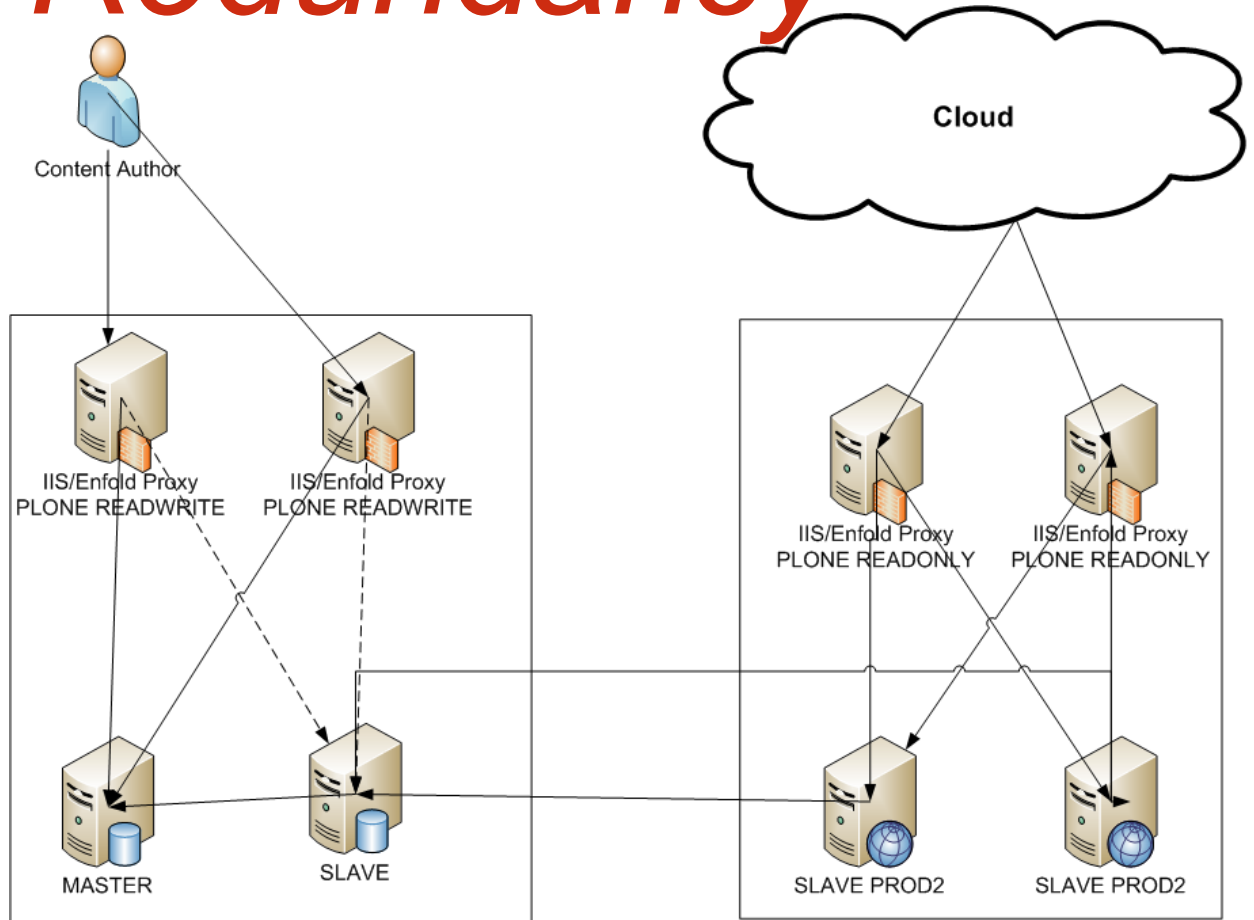 Redundancy
Cloud
Content Author
IIS/Enfold Proxy
PLONE READWRITE
IIS/Enfold Proxy
PLONE READWRITE
IIS/Enfold Proxy
PLONE READONLY
IIS/Enfold Proxy
PLONE READONLY
MASTER
SLAVE
SLAVE PROD2
SLAVE PROD2